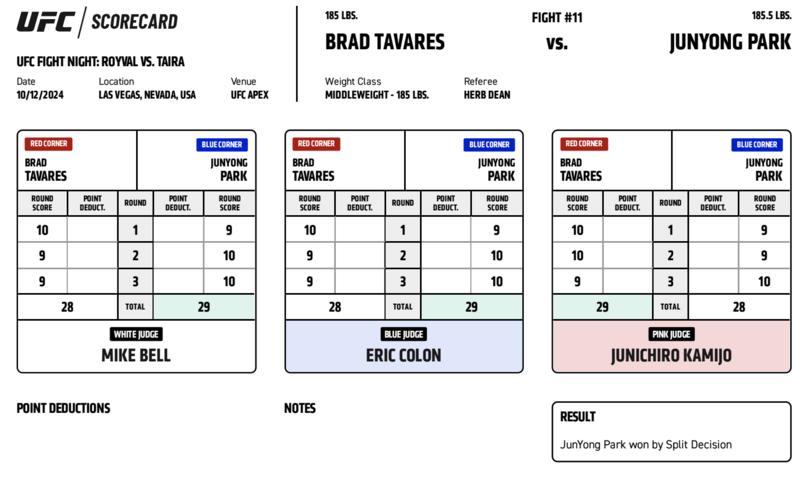 UFC / SCORECARD
UFC FIGHT NIGHT: ROYVAL VS. TAIRA
Date Location Venue
10/12/2024 LAS VEGAS, NEVADA, USA UFC APEX
185 LBS. FIGHT #11 185.5 LBS.
BRAD TAVARES VS. JUNYONG PARK
Weight Class Referee
MIDDLEWEIGHT - 185 LBS. HERB DEAN
RED CORNER BLUE CORNER
BRAD JUNYONG
TAVARES PARK
ROUND SCORE POINT DEDUCT. ROUND POINT DEDUCT. ROUND SCORE
10 1 9
9 2 10
9 3 10
28 TOTAL 29
WHITE JUDGE
MIKE BELL
RED CORNER BLUE CORNER
BRAD JUNYONG
TAVARES PARK
ROUND SCORE POINT DEDUCT. ROUND POINT DEDUCT. ROUND SCORE
10 1 9
9 2 10
9 3 10
28 TOTAL 29
BLUE JUDGE
ERIC COLON
RED CORNER BLUE CORNER
BRAD JUNYONG
TAVARES PARK
ROUND SCORE POINT DEDUCT. ROUND POINT DEDUCT. ROUND SCORE
10 1 9
10 2 9
9 3 10
29 TOTAL 28
PINK JUDGE
JUNICHIRO KAMIJO
POINT DEDUCTIONS
NOTES
RESULT
JunYong Park won by Split Decision